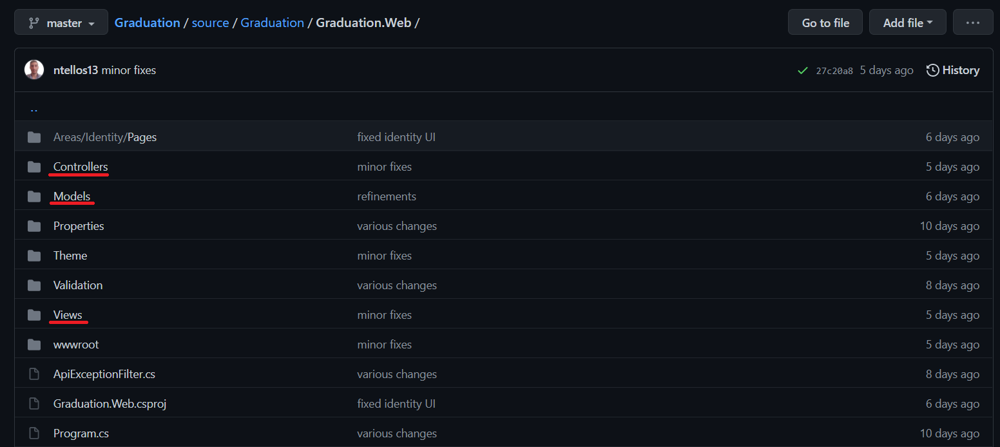 master Graduation / source / Graduation / Graduation.Web / Go to file Add file ...
ntellos13 minor fixes 27c20a8 5 days ago History
..
Areas/Identity/Pages fixed identity UI 6 days ago
Controllers minor fixes 5 days ago
Models refinements 6 days ago
Properties various changes 10 days ago
Theme minor fixes 5 days ago
Validation various changes 8 days ago
Views minor fixes 5 days ago
wwwroot minor fixes 5 days ago
ApiExceptionFilter.cs various changes 8 days ago
Graduation.Web.csproj fixed identity UI 6 days ago
Program.cs various changes 10 days ago